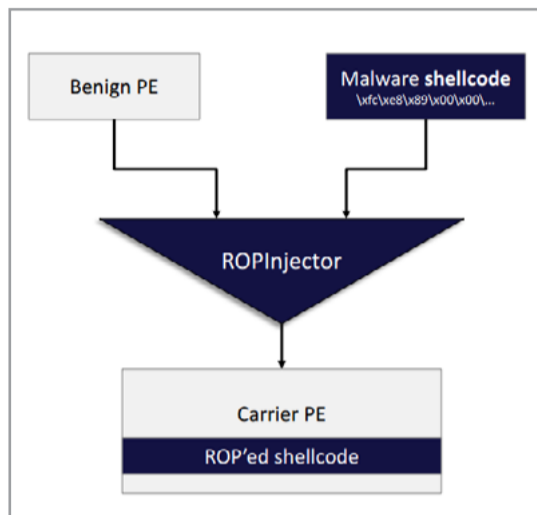 Benign PE
Malware shellcode
\xfc\xe8\x89\x00\x00\...
ROPInjector
Carrier PE
ROP’ed shellcode